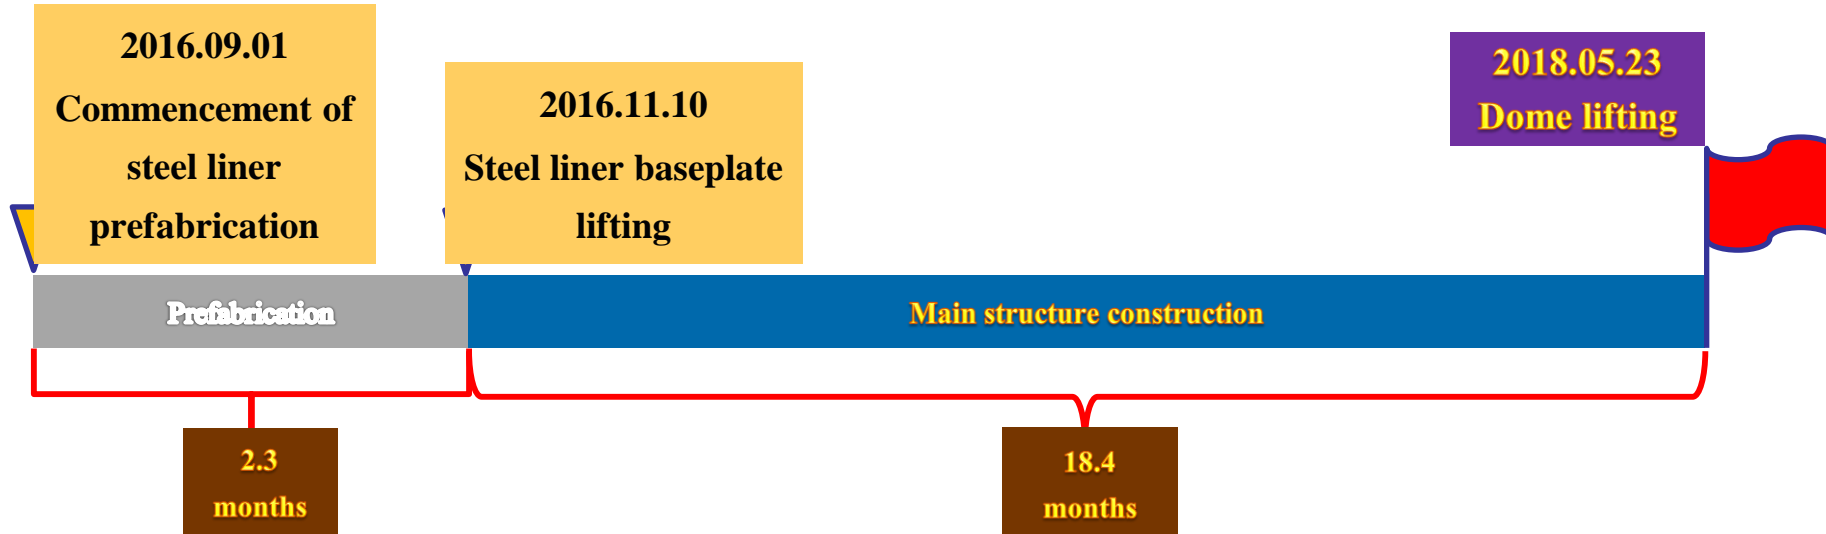 2016.09.01
Commencement of
steel liner
prefabrication
2016.11.10
Steel liner baseplate
lifting
2018.05.23
Dome lifting
Prefabrication
Main structure construction
2.3
months
18.4
months